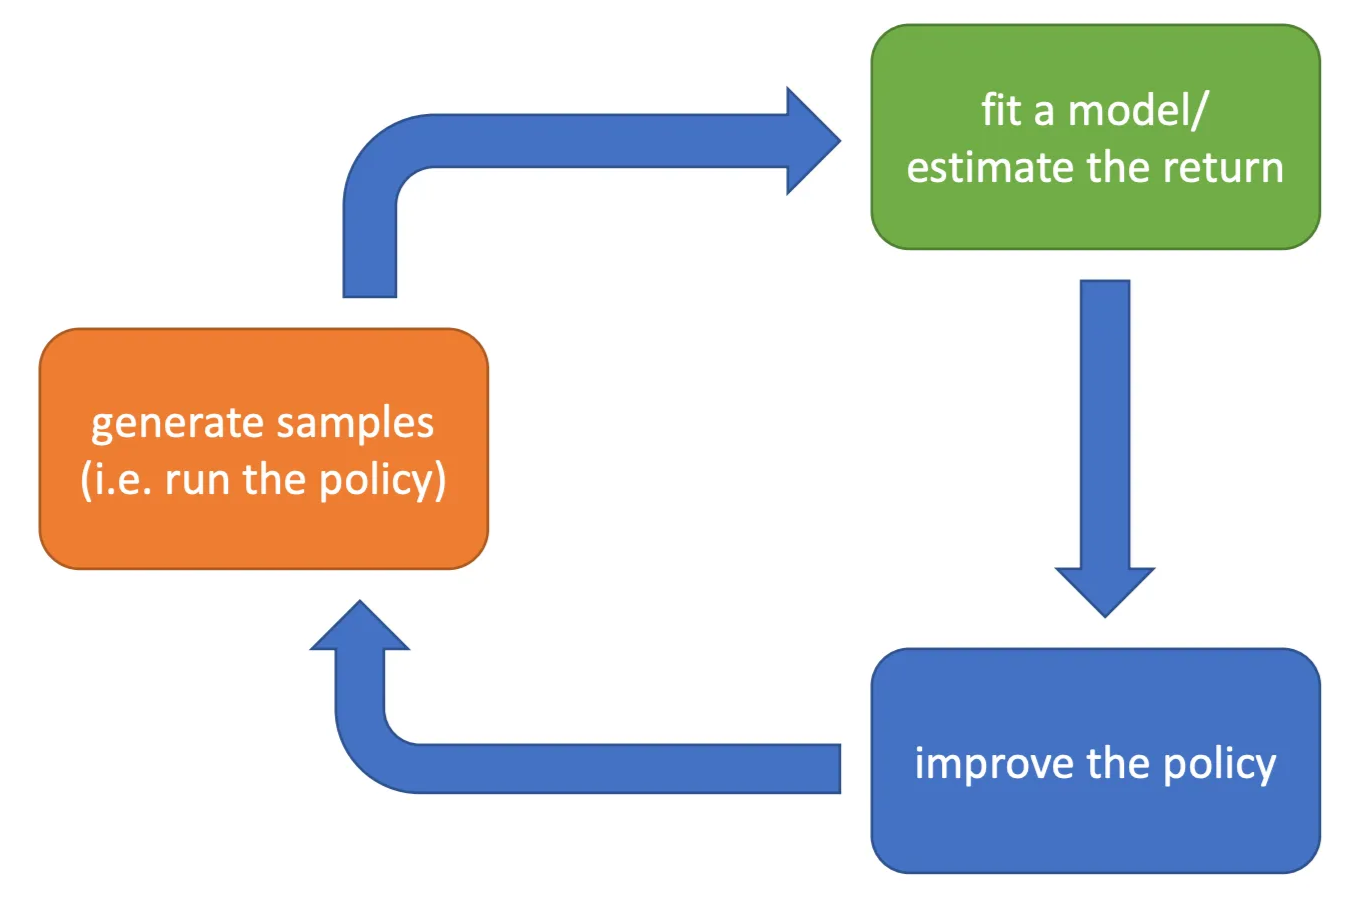 fit a model/
estimate the return
generate samples
(i.e. run the policy)
improve the policy